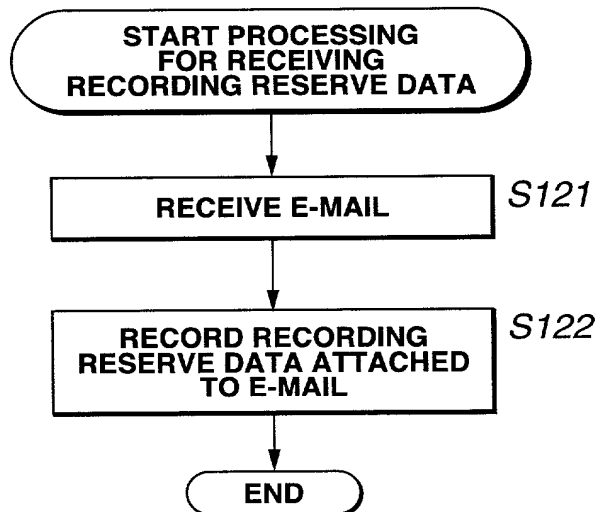 START PROCESSING
FOR RECEIVING
RECORDING RESERVE DATA
RECEIVE E-MAIL
S121
RECORD RECORDING
RESERVE DATA ATTACHED
TO E-MAIL
S122
END